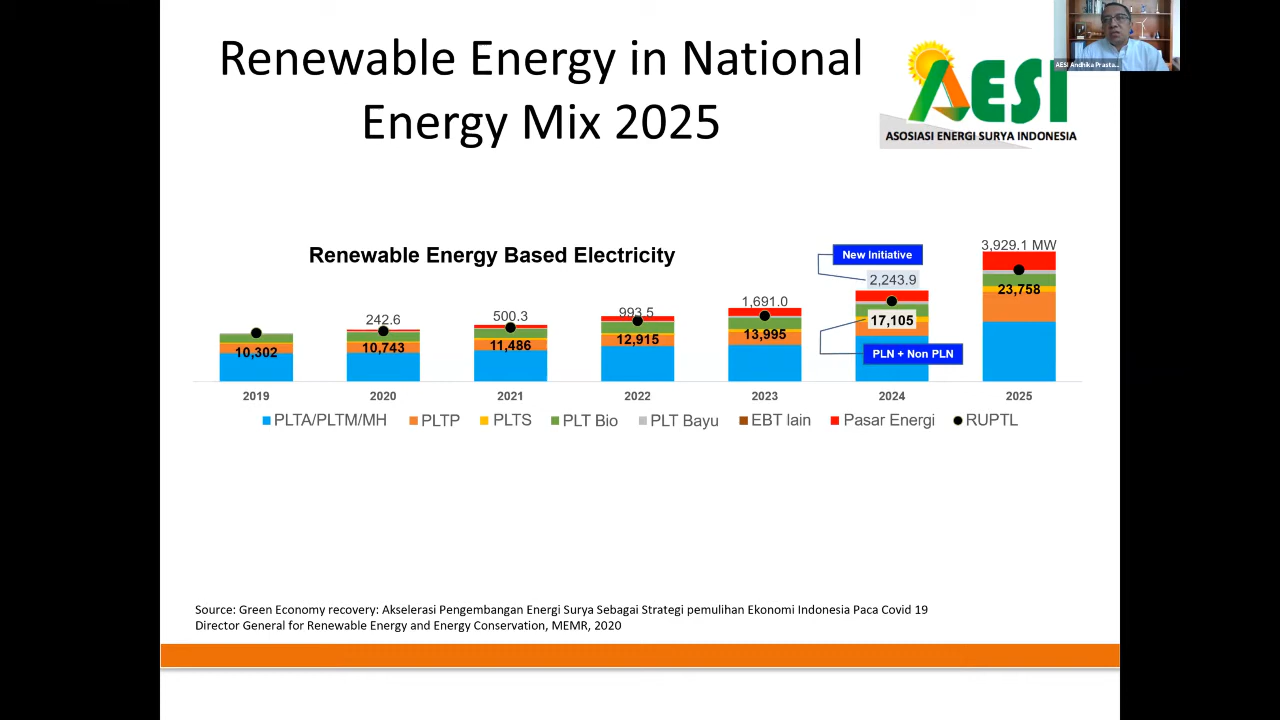 Renewable Energy in National
Energy Mix 2025
AESI
ASOSIASI ENERGI SURYA INDONESIA
AESI Andhika Prasta...
Renewable Energy Based Electricity
New Initiative
3,929.1 MW
2,243.9
1,691.0
993.5
500.3
242.6
10,302
10,743
11,486
12,915
13,995
17,105
23,758
PLN + Non PLN
2019 2020 2021 2022 2023 2024 2025
PLTA/PLTM/MH PLTP PLTS PLT Bio PLT Bayu EBT lain Pasar Energi RUPTL
Source: Green Economy recovery: Akselerasi Pengembangan Energi Surya Sebagai Strategi pemulihan Ekonomi Indonesia Paca Covid 19
Director General for Renewable Energy and Energy Conservation, MEMR, 2020